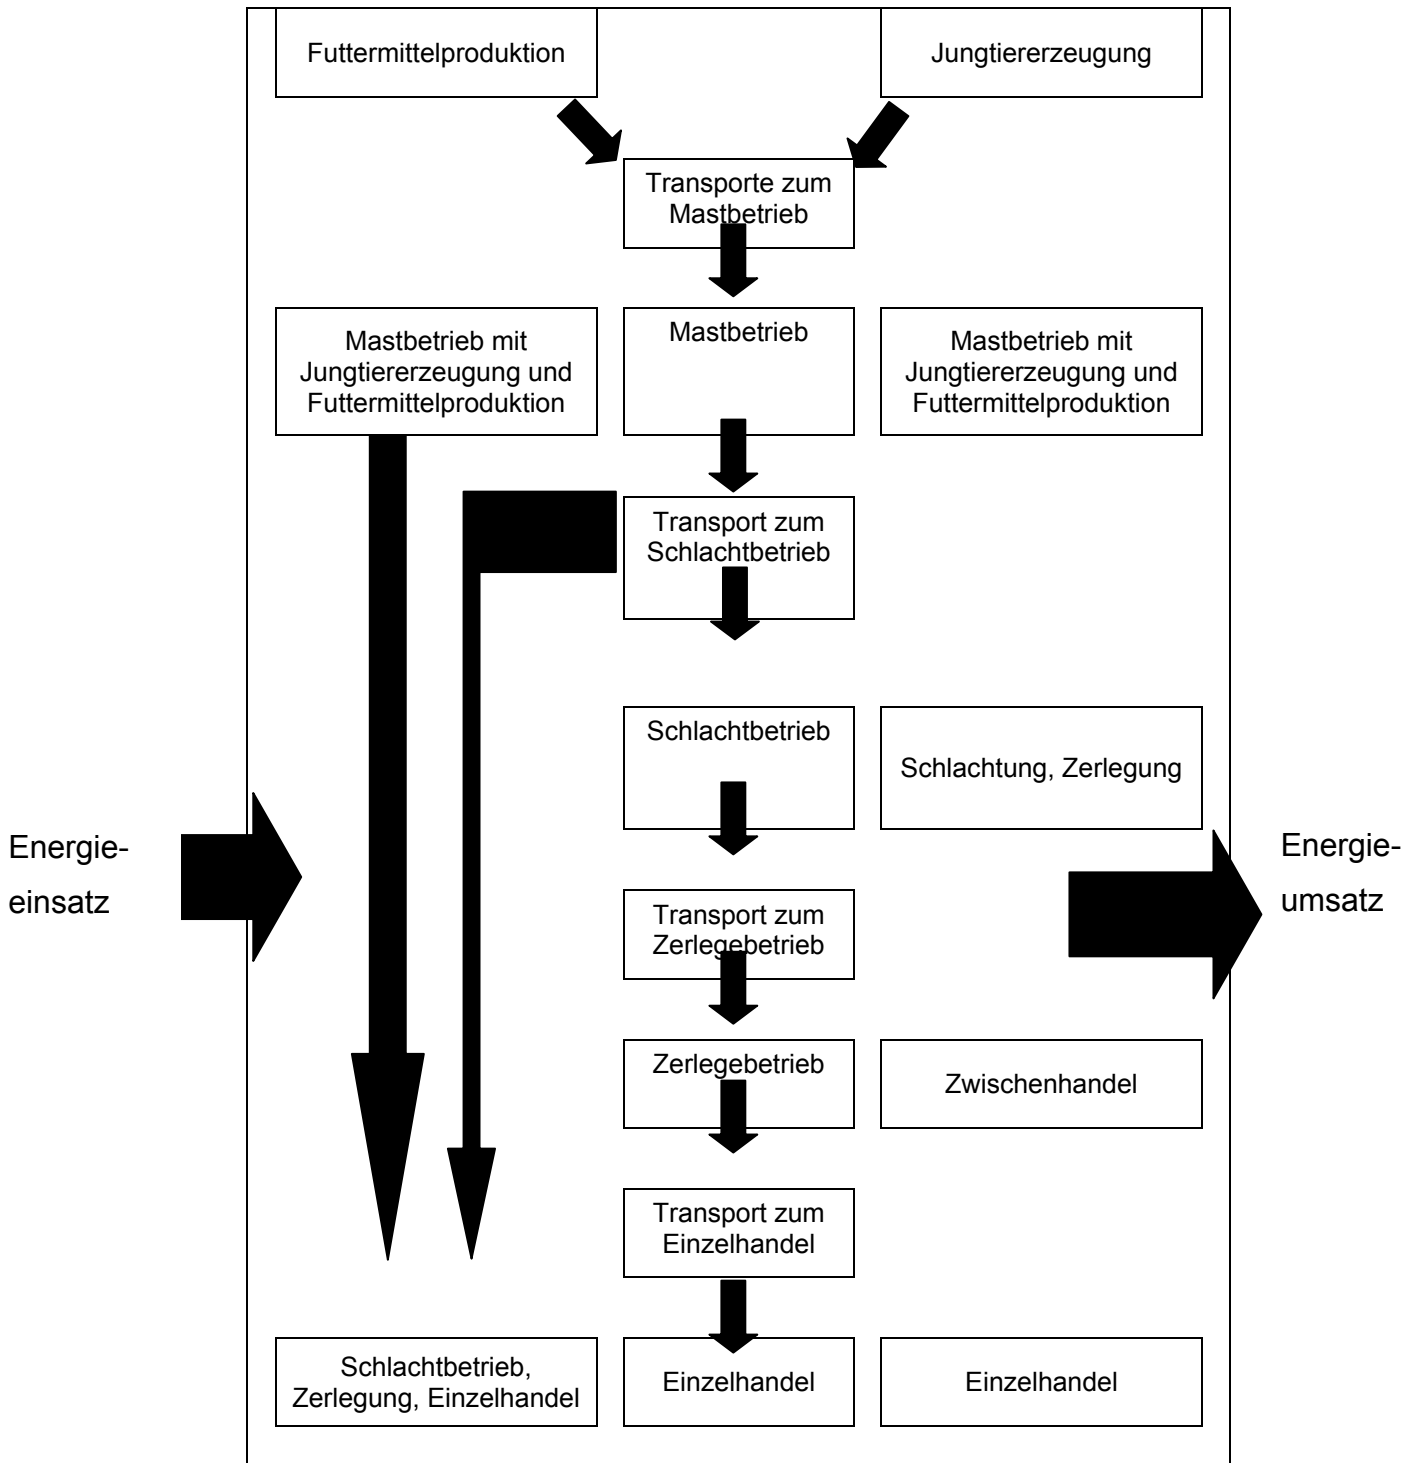 Futtermittelproduktion
Jungtiererzeugung
Transporte zum
Mastbetrieb
Mastbetrieb mit
Jungtiererzeugung und
Futtermittelproduktion
Mastbetrieb
Mastbetrieb mit
Jungtiererzeugung und
Futtermittelproduktion
Transport zum
Schlachtbetrieb
Schlachtbetrieb
Schlachtung, Zerlegung
Energie-
einsatz
Energie-
umsatz
Transport zum
Zerlegebetrieb
Zerlegebetrieb
Zwischenhandel
Transport zum
Einzelhandel
Schlachtbetrieb,
Zerlegung, Einzelhandel
Einzelhandel
Einzelhandel